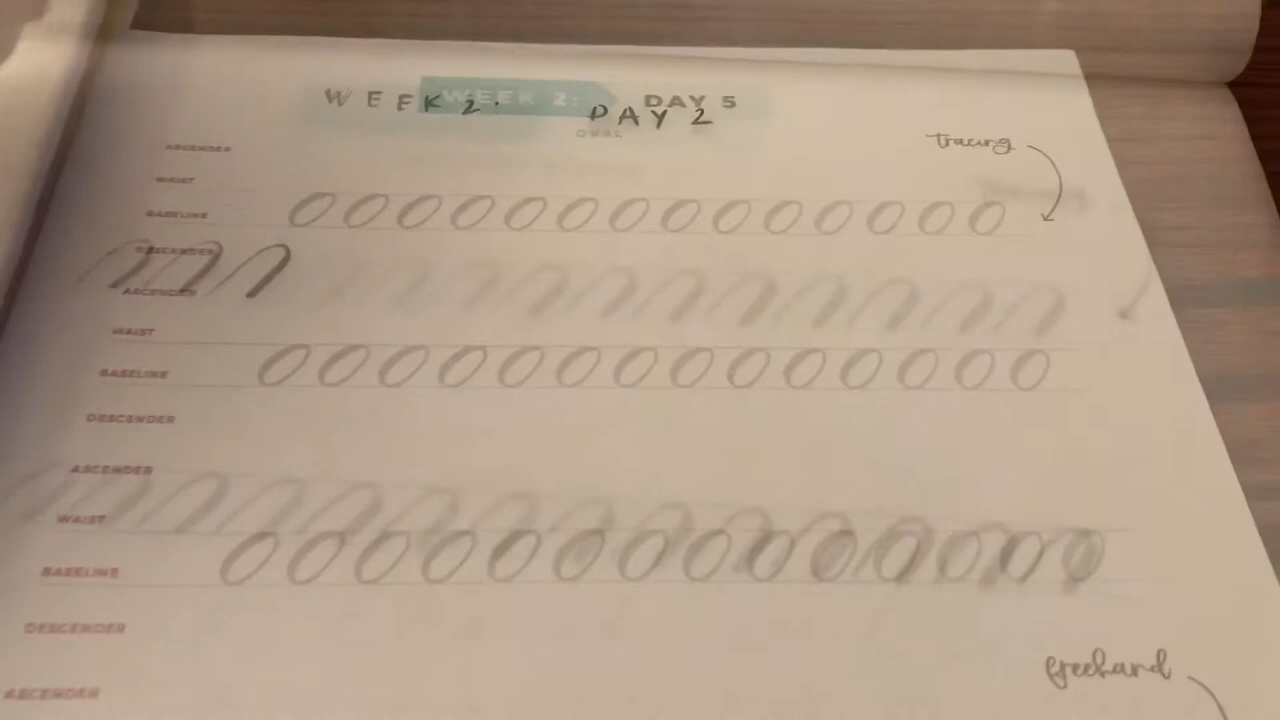 WEEK 2: DAY 5
WEEK 2. DAY 2
OVAL
tracing
ASCENDER
WAIST
BASELINE
DESCENDER
ASCENDER
WAIST
BASELINE
DESCENDER
ASCENDER
WAIST
BASELINE
DESCENDER
freehand
ASCENDER